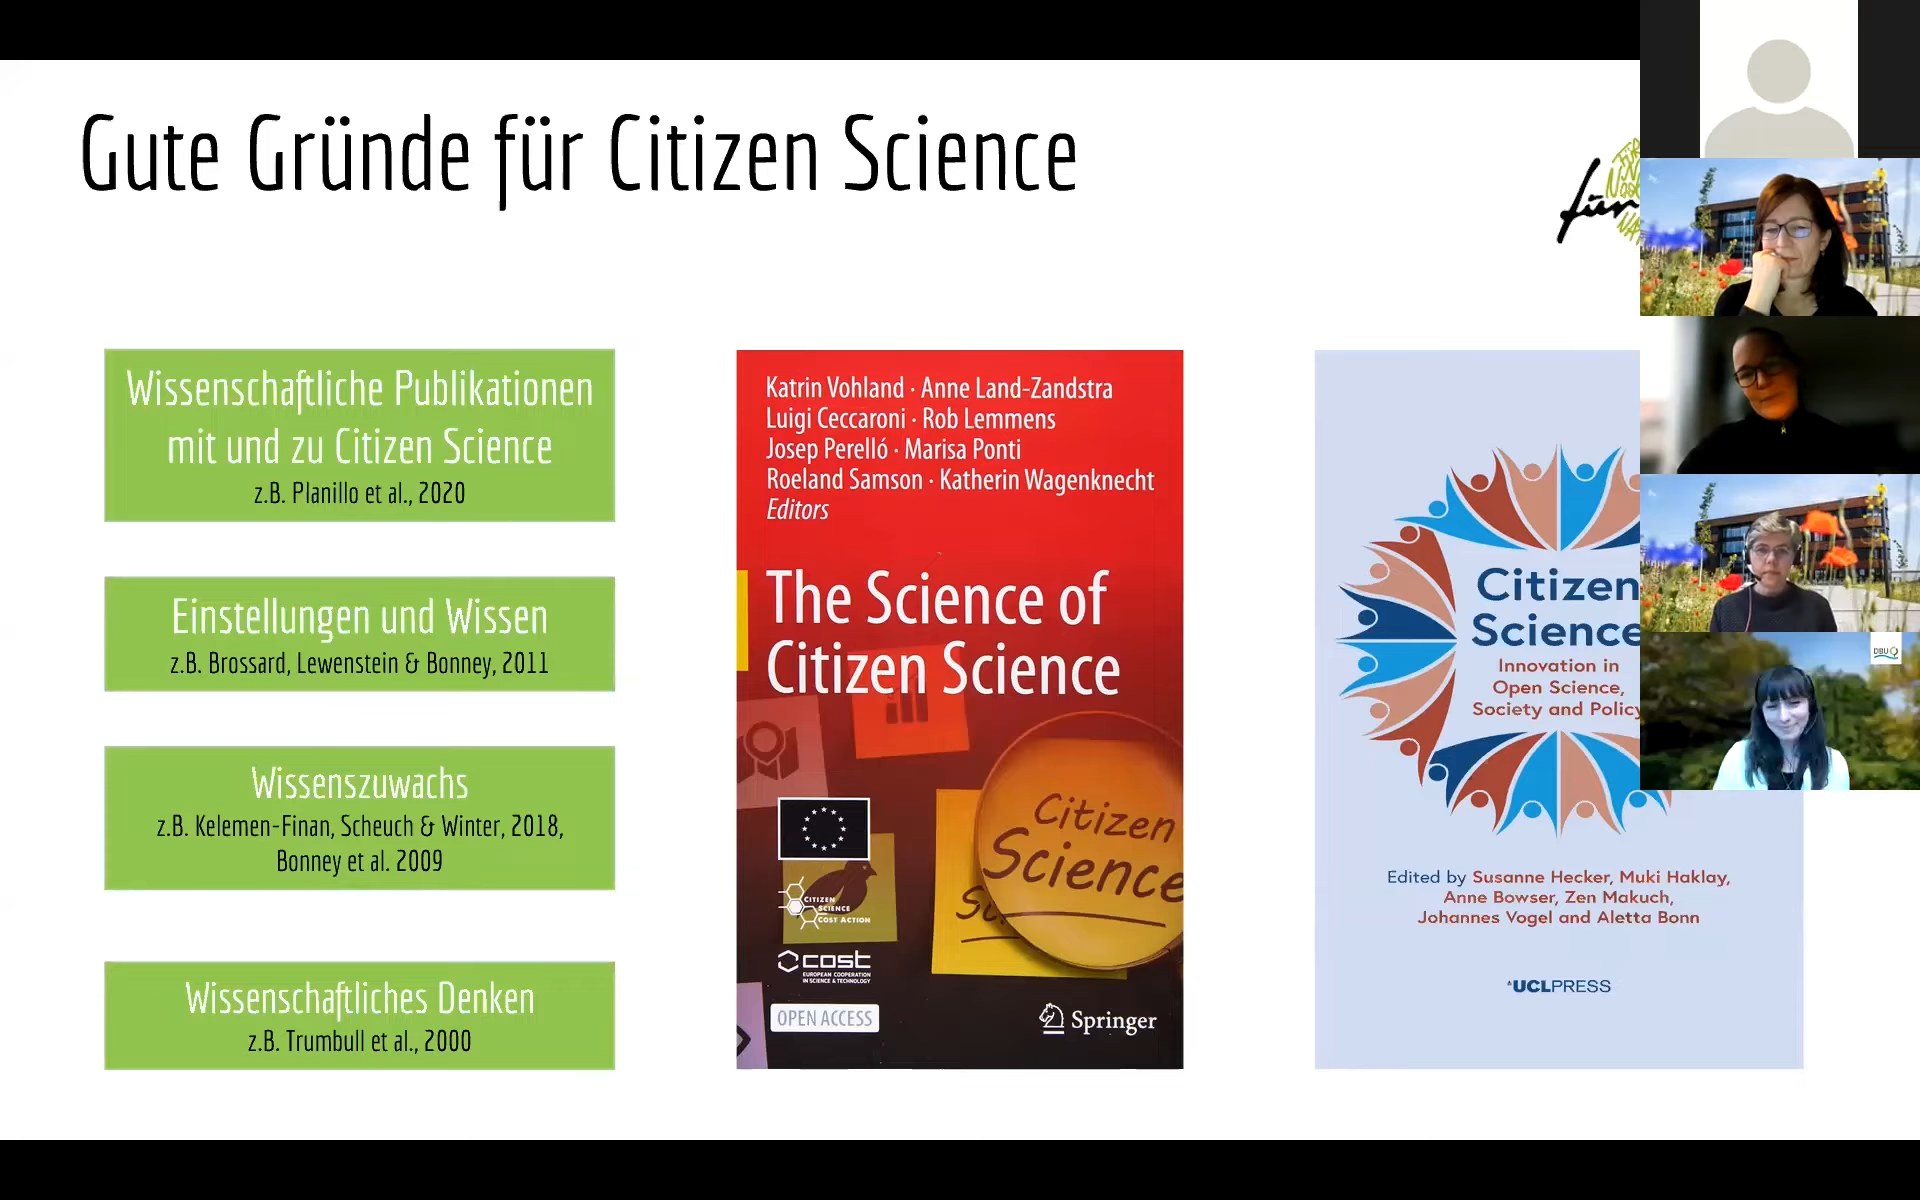 Gute Gründe für Citizen Science
für
Wissenschaftliche Publikationen
mit und zu Citizen Science
z.B. Planillo et al., 2020
Einstellungen und Wissen
z.B. Brossard, Lewenstein & Bonney, 2011
Wissenszuwachs
z.B. Kelemen-Finan, Scheuch & Winter, 2018,
Bonney et al. 2009
Wissenschaftliches Denken
z.B. Trumbull et al., 2000
Katrin Vohland · Anne Land-Zandstra
Luigi Ceccaroni · Rob Lemmens
Josep Perelló · Marisa Ponti
Roeland Samson · Katherin Wagenknecht
Editors
The Science of
Citizen Science
Citizen
Science
CITIZEN
SCIENCE
COST ACTION
cost
EUROPEAN COOPERATION
IN SCIENCE & TECHNOLOGY
OPEN ACCESS
Springer
Citizen
Science
Innovation in
Open Science,
Society and Policy
Edited by Susanne Hecker, Muki Haklay,
Anne Bowser, Zen Makuch,
Johannes Vogel and Aletta Bonn
UCLPRESS
DBU